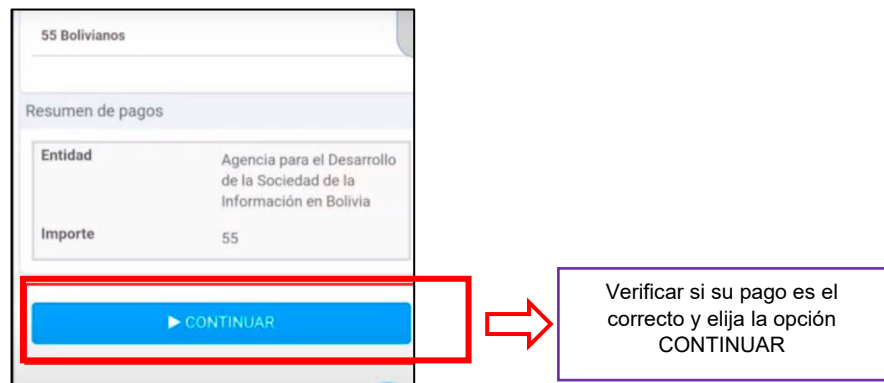 55 Bolivianos
Resumen de pagos
Entidad
Agencia para el Desarrollo
de la Sociedad de la
Información en Bolivia
Importe
55
CONTINUAR
Verificar si su pago es el
correcto y elija la opción
CONTINUAR